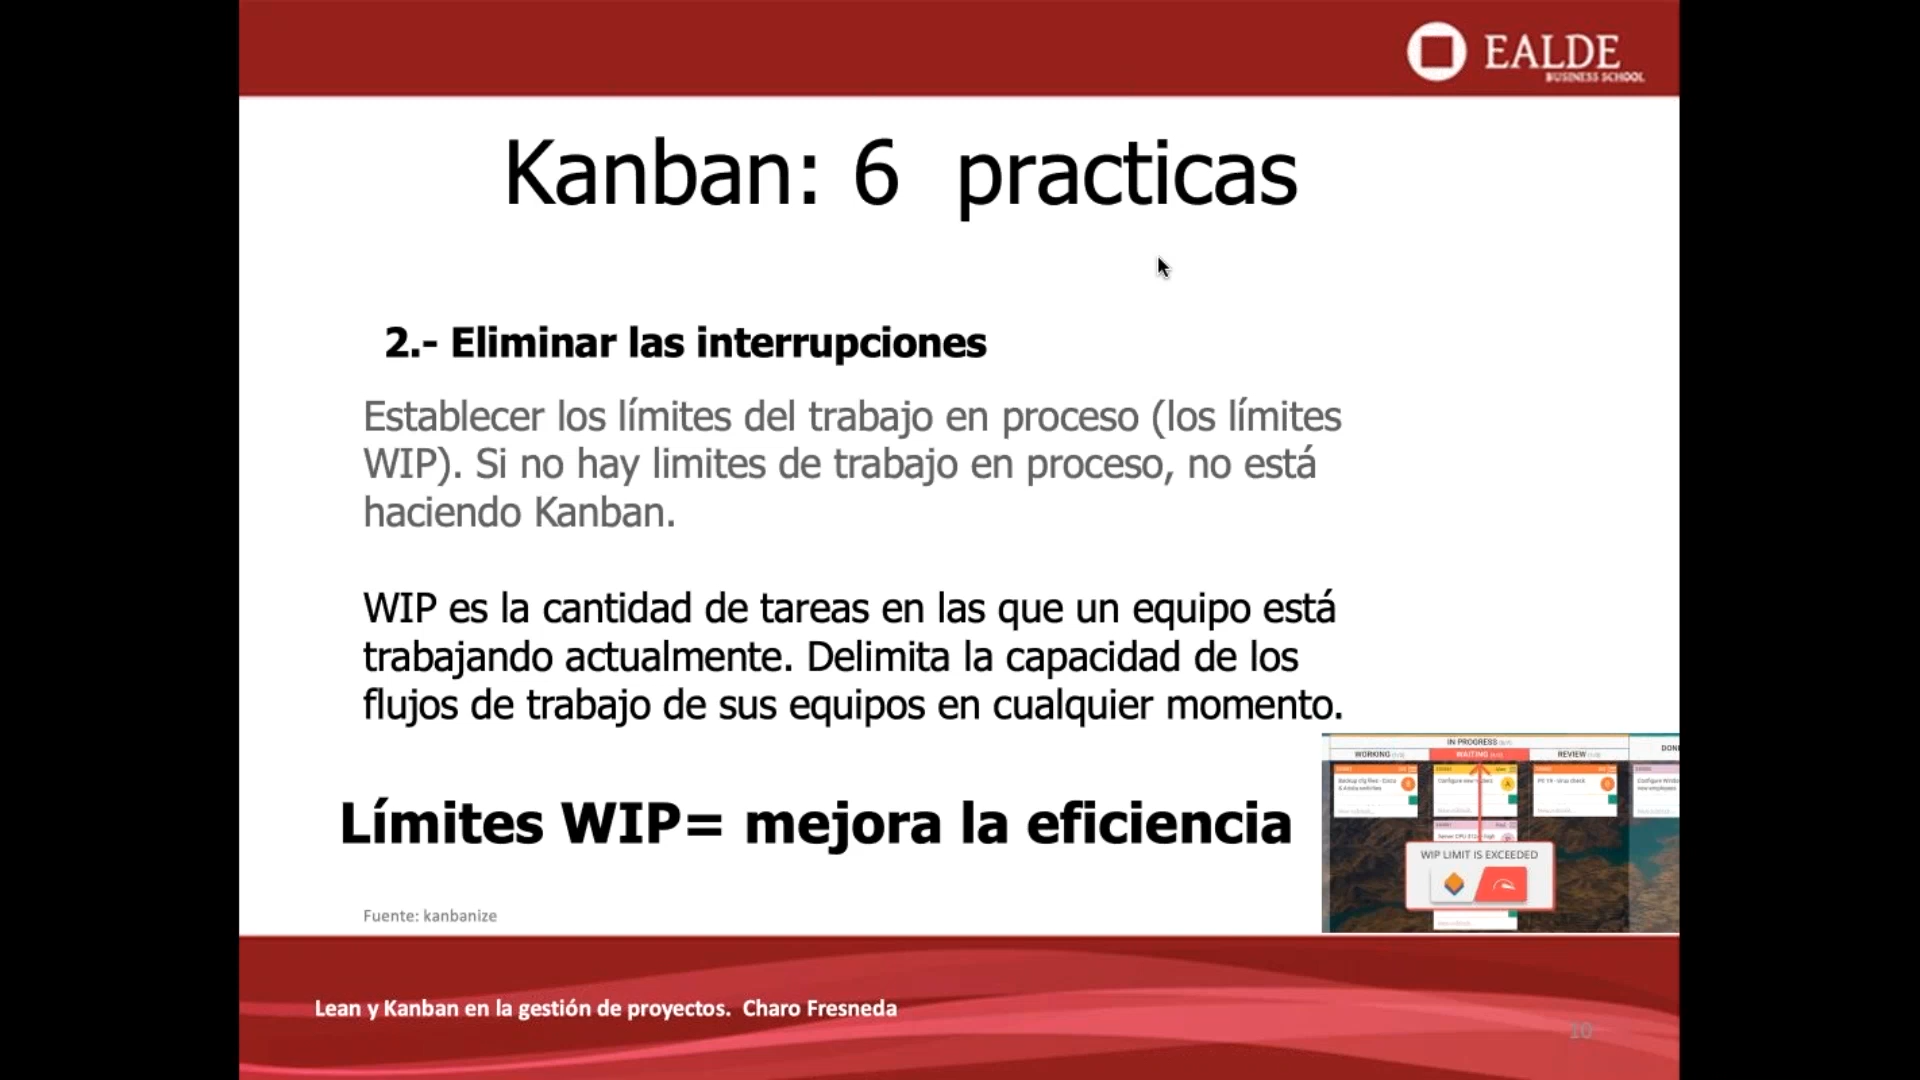 EALDE
BUSINESS SCHOOL
Kanban: 6 practicas
2.- Eliminar las interrupciones
Establecer los límites del trabajo en proceso (los límites
WIP). Si no hay limites de trabajo en proceso, no está
haciendo Kanban.
WIP es la cantidad de tareas en las que un equipo está
trabajando actualmente. Delimita la capacidad de los
flujos de trabajo de sus equipos en cualquier momento.
IN PROGRESS
WORKING
WAITING
REVIEW
WIP LIMIT IS EXCEEDED
Límites WIP= mejora la eficiencia
Fuente: kanbanize
Lean y Kanban en la gestión de proyectos. Charo Fresneda
10